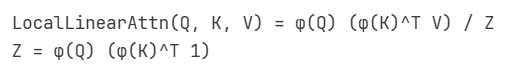 LocalLinearAttn(Q, K, V) = φ(Q) (φ(K)^T V) / Z
Z = φ(Q) (φ(K)^T 1)